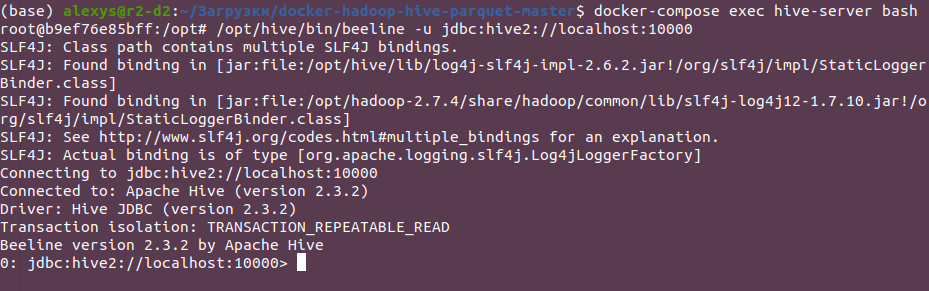 (base) alexys@r2-d2:~/Загрузки/docker-hadoop-hive-parquet-master$ docker-compose exec hive-server bash
root@b9ef76e85bff:/opt# /opt/hive/bin/beeline -u jdbc:hive2://localhost:10000
SLF4J: Class path contains multiple SLF4J bindings.
SLF4J: Found binding in [jar:file:/opt/hive/lib/log4j-slf4j-impl-2.6.2.jar!/org/slf4j/impl/StaticLogger
Binder.class]
SLF4J: Found binding in [jar:file:/opt/hadoop-2.7.4/share/hadoop/common/lib/slf4j-log4j12-1.7.10.jar!/o
rg/slf4j/impl/StaticLoggerBinder.class]
SLF4J: See http://www.slf4j.org/codes.html#multiple_bindings for an explanation.
SLF4J: Actual binding is of type [org.apache.logging.slf4j.Log4jLoggerFactory]
Connecting to jdbc:hive2://localhost:10000
Connected to: Apache Hive (version 2.3.2)
Driver: Hive JDBC (version 2.3.2)
Transaction isolation: TRANSACTION_REPEATABLE_READ
Beeline version 2.3.2 by Apache Hive
0: jdbc:hive2://localhost:10000>